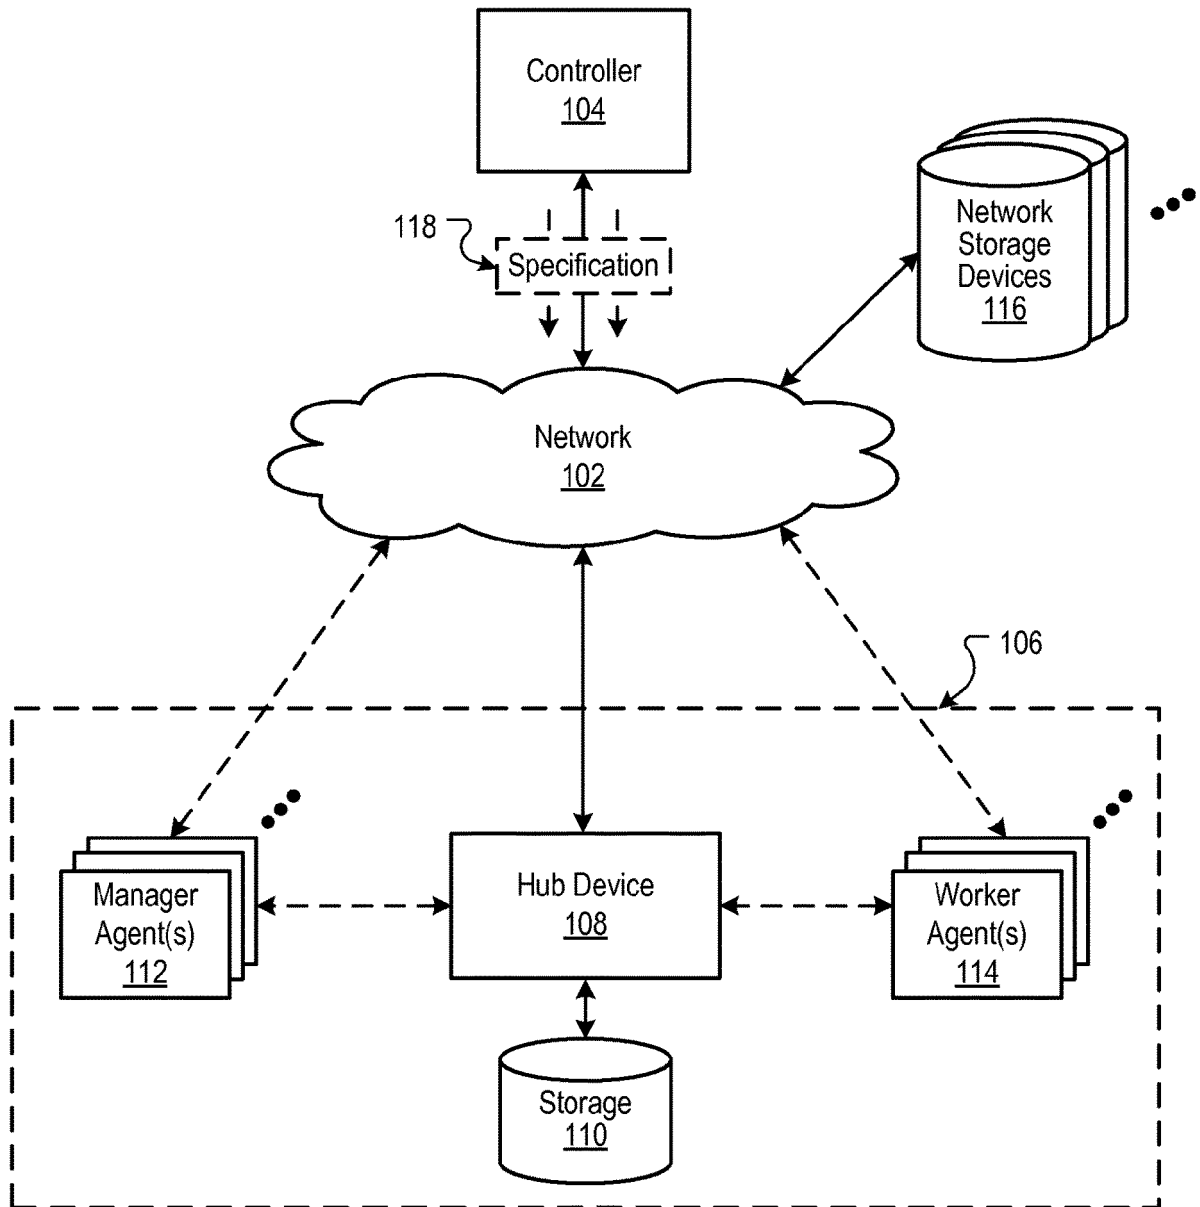 Controller
104
118
Specification
Network
Storage
Devices
116
Network
102
106
Manager
Agent(s)
112
Hub Device
108
Worker
Agent(s)
114
Storage
110